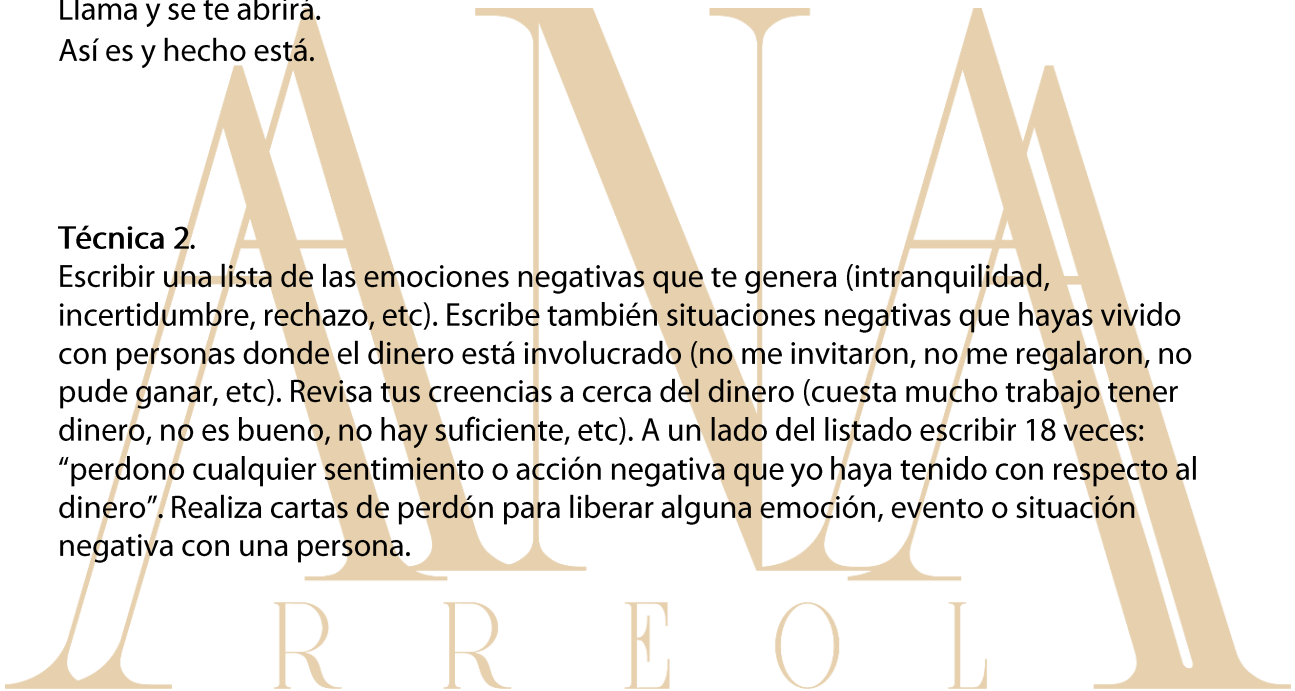 Llama y se te abrirá.
Así es y hecho está.
Técnica 2.
Escribir una lista de las emociones negativas que te genera (intranquilidad,
incertidumbre, rechazo, etc). Escribe también situaciones negativas que hayas vivido
con personas donde el dinero está involucrado (no me invitaron, no me regalaron, no
pude ganar, etc). Revisa tus creencias a cerca del dinero (cuesta mucho trabajo tener
dinero, no es bueno, no hay suficiente, etc). A un lado del listado escribir 18 veces:
“perdono cualquier sentimiento o acción negativa que yo haya tenido con respecto al
dinero”. Realiza cartas de perdón para liberar alguna emoción, evento o situación
negativa con una persona.
ANA
RREOL